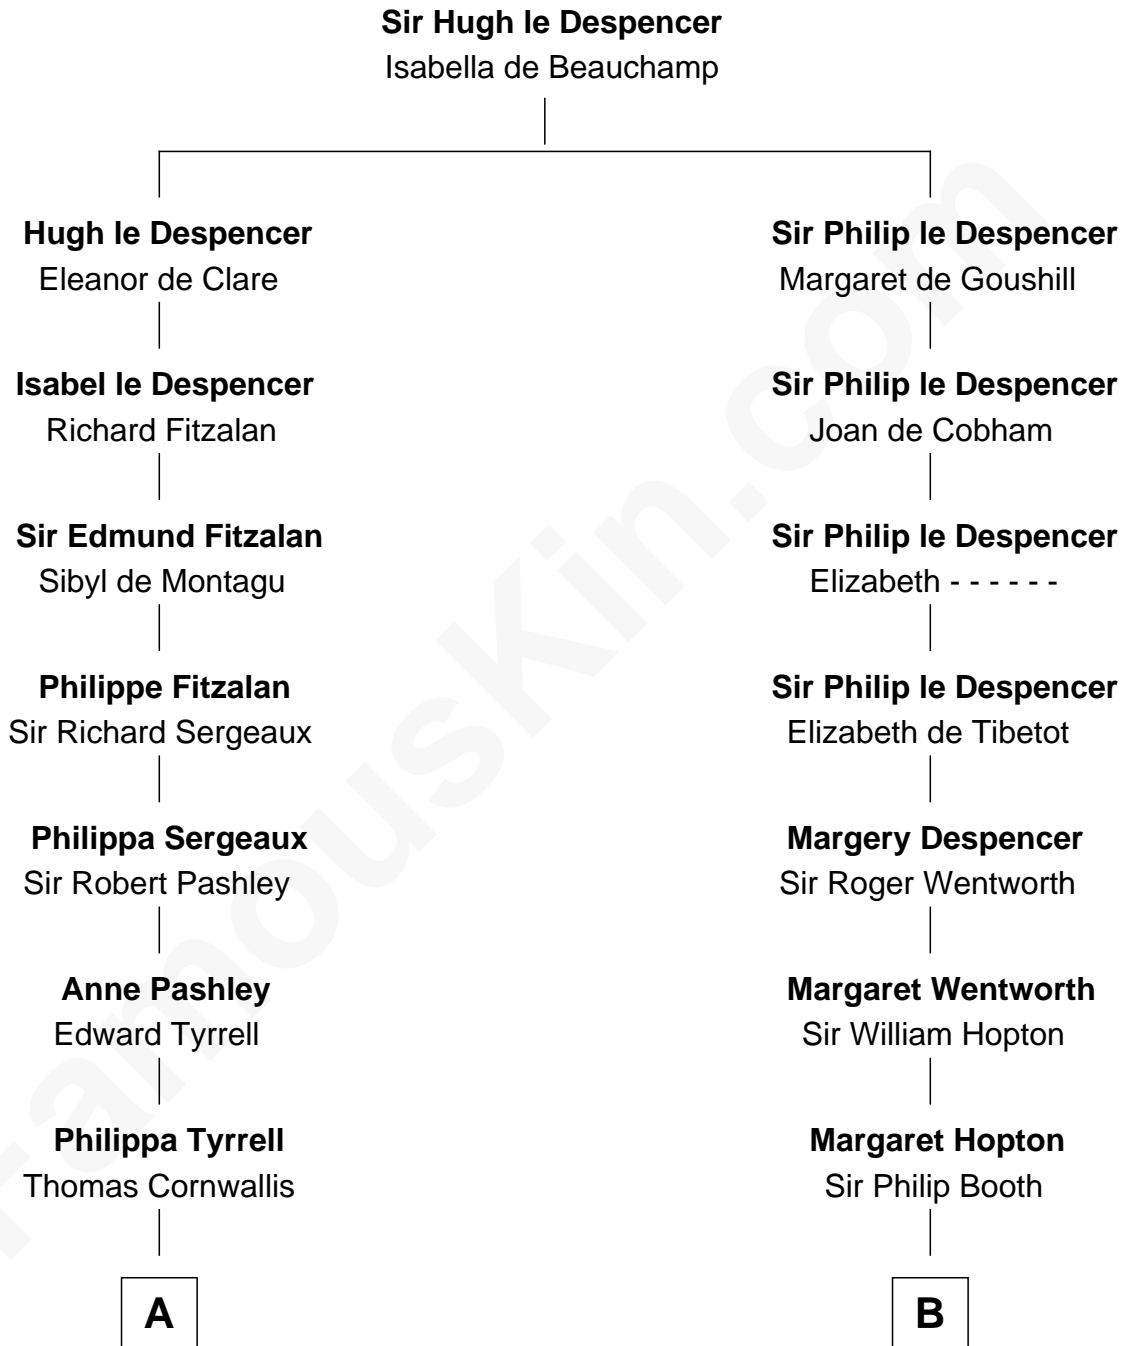 Sir Hugh le Despencer
Isabella de Beauchamp
Hugh le Despencer
Eleanor de Clare
Isabel le Despencer
Richard Fitzalan
Sir Edmund Fitzalan
Sibyl de Montagu
Philippe Fitzalan
Sir Richard Sergeaux
Philippa Sergeaux
Sir Robert Pashley
Anne Pashley
Edward Tyrrell
Philippa Tyrrell
Thomas Cornwallis
A
Sir Philip le Despencer
Margaret de Goushill
Sir Philip le Despencer
Joan de Cobham
Sir Philip le Despencer
Elizabeth - - - - - -
Sir Philip le Despencer
Elizabeth de Tibetot
Margery Despencer
Sir Roger Wentworth
Margaret Wentworth
Sir William Hopton
Margaret Hopton
Sir Philip Booth
B
FamousKin.com